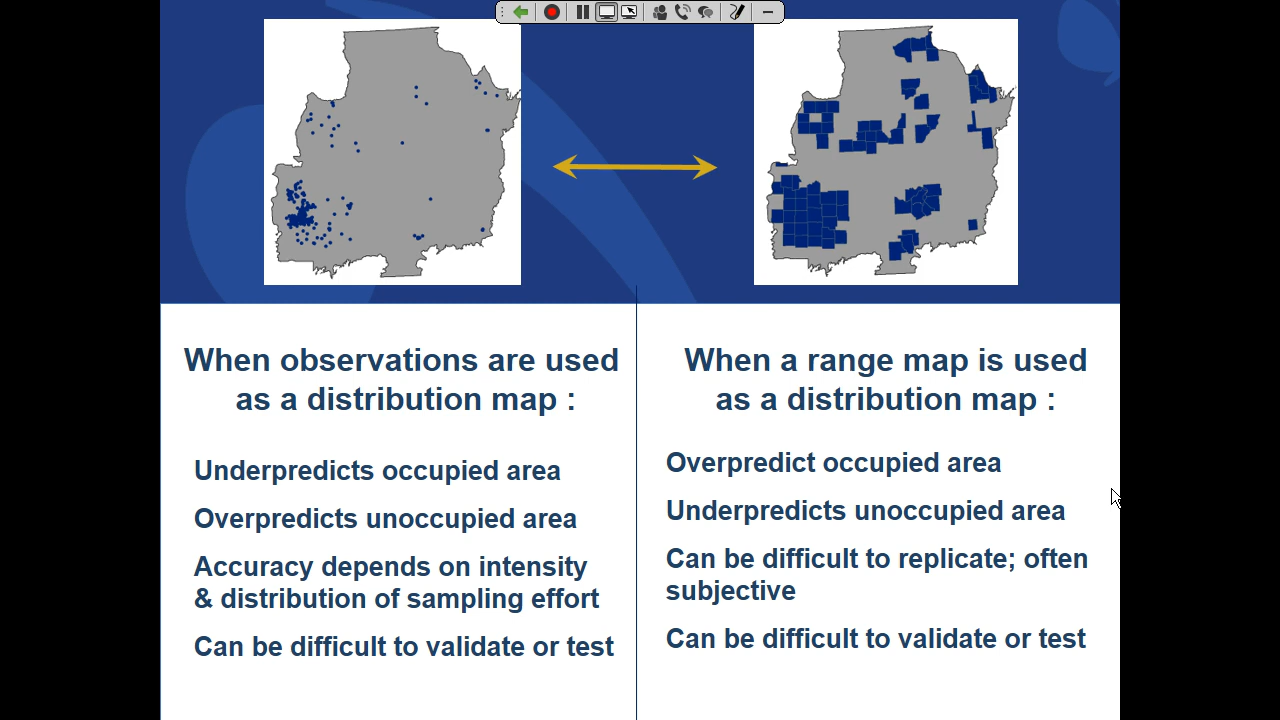 When observations are used
as a distribution map :
Underpredicts occupied area
Overpredicts unoccupied area
Accuracy depends on intensity
& distribution of sampling effort
Can be difficult to validate or test
When a range map is used
as a distribution map :
Overpredict occupied area
Underpredicts unoccupied area
Can be difficult to replicate; often
subjective
Can be difficult to validate or test